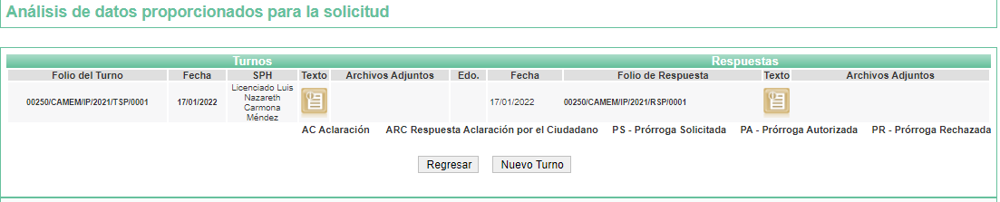 Análisis de datos proporcionados para la solicitud
Turnos Respuestas
Folio del Turno Fecha SPH Texto Archivos Adjuntos Edo. Fecha Folio de Respuesta Texto Archivos Adjuntos
00250/CAMEM/IP/2021/TSP/0001 17/01/2022 Licenciado Luis Nazareth Carmona Méndez 17/01/2022 00250/CAMEM/IP/2021/RSP/0001
AC Aclaración ARC Respuesta Aclaración por el Ciudadano PS - Prórroga Solicitada PA - Prórroga Autorizada PR - Prórroga Rechazada
Regresar Nuevo Turno